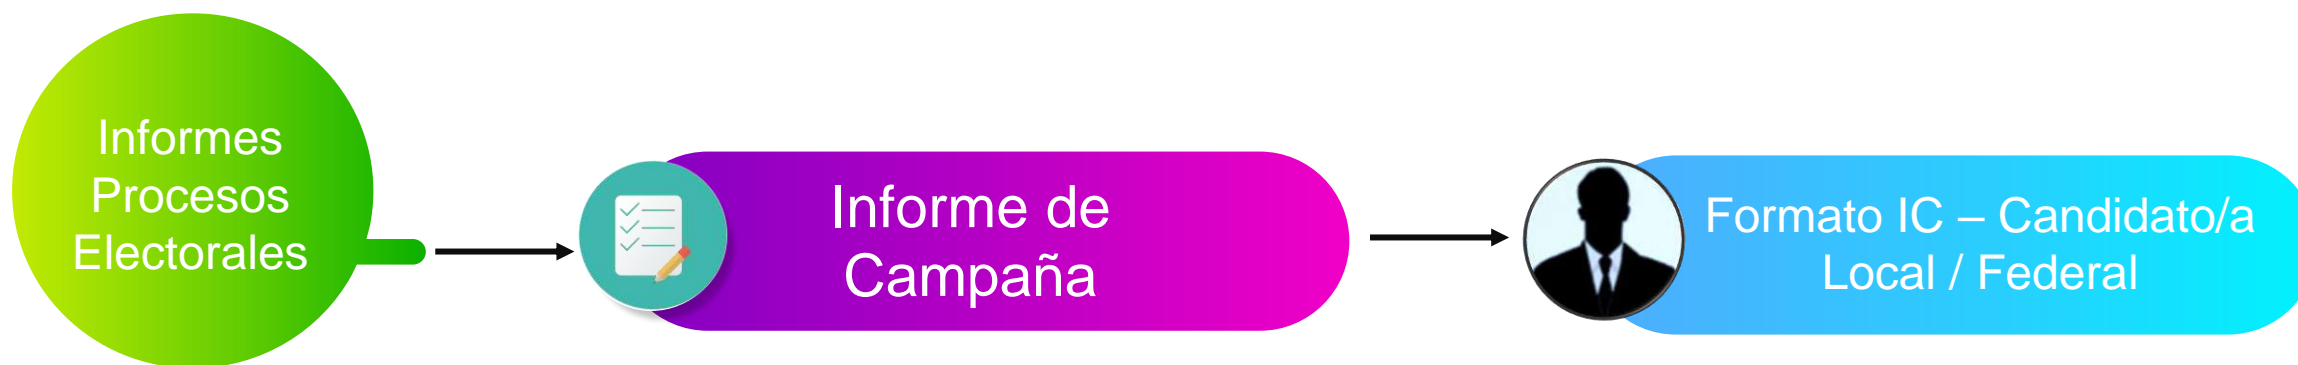 Informes
Procesos
Electorales
Informe de
Campaña
Formato IC – Candidato/a
Local / Federal